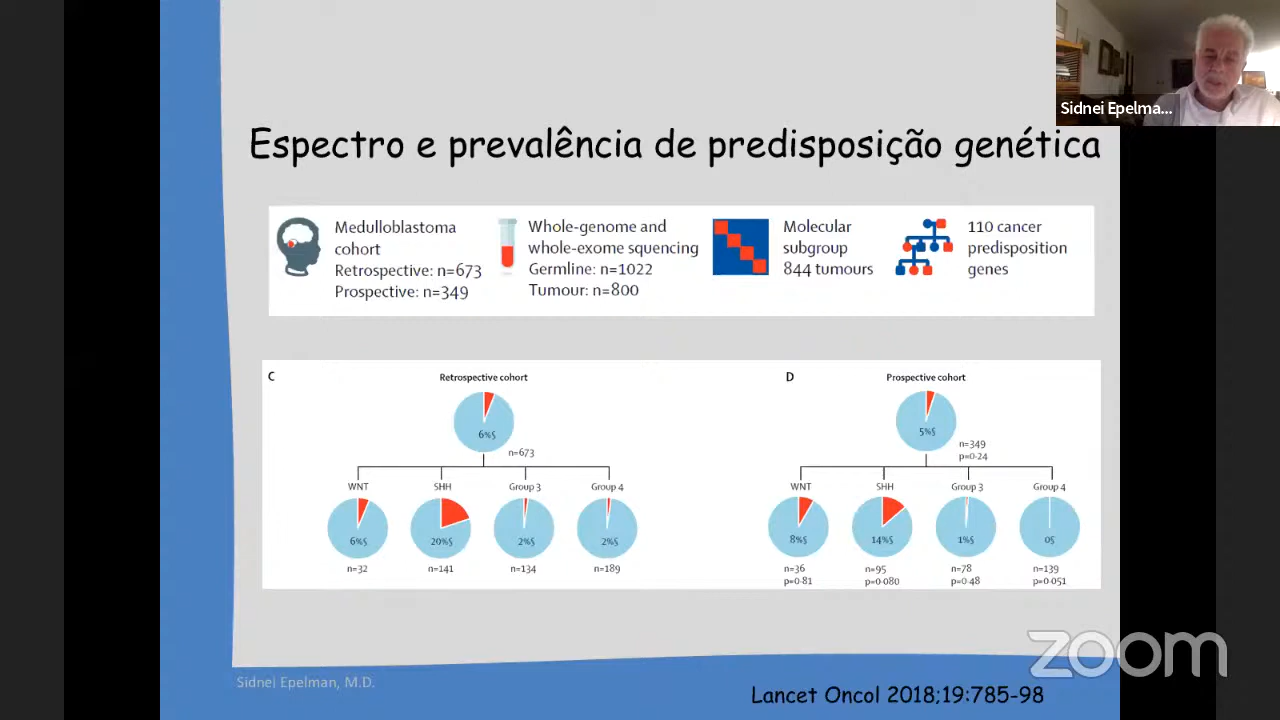 Sidnei Epelma...
Espectro e prevalência de predisposição genética
Medulloblastoma
cohort
Retrospective: n=673
Prospective: n=349
Whole-genome and
whole-exome squencing
Germline: n=1022
Tumour: n=800
Molecular
subgroup
844 tumours
110 cancer
predisposition
genes
C
Retrospective cohort
6%§
n=673
WNT
SHH
Group 3
Group 4
6%§
20%§
2%§
2%§
n=32
n=141
n=134
n=189
D
Prospective cohort
5%§
n=349
p=0·24
WNT
SHH
Group 3
Group 4
8%§
14%§
1%§
0§
n=36
p=0·81
n=95
p=0·080
n=78
p=0·48
n=139
p=0·051
zoom
Sidnei Epelman, M.D.
Lancet Oncol 2018;19:785-98